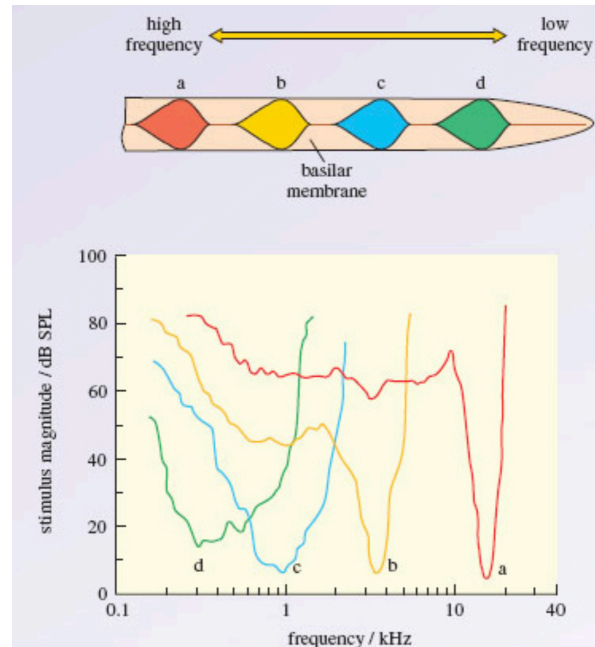 high
frequency
low
frequency
a b c d
basilar
membrane
100
80
60
40
20
0
stimulus magnitude / dB SPL
d c b a
0.1 1 10 40
frequency / kHz